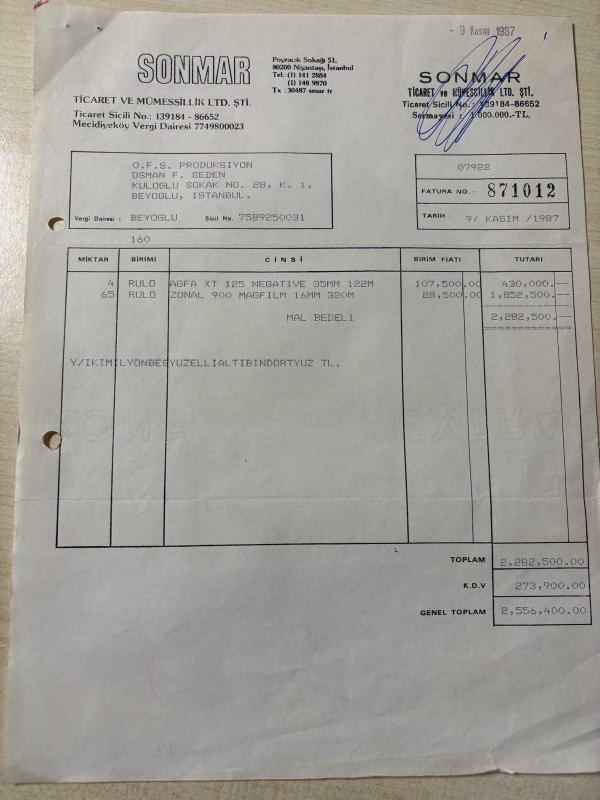 - 9 Kasım 1987
SONMAR
TİCARET VE MÜMESSİLLİK LTD. ŞTİ.
Ticaret Sicili No.: 139184 - 86652
Mecidiyeköy Vergi Dairesi 7749800023
Poyracık Sokağı 51,
80200 Nişantaşı, İstanbul
Tel.: (1) 141 2884
(1) 148 9870
Tx : 30487 smar tr
SONMAR
TİCARET ve MÜMESSİLLİK LTD. ŞTİ.
Ticaret Sicili No.: 139184-86652
Sermayesi : 1.000.000.-TL.
O.F.S. PRODUKSIYON
OSMAN F. SEDEN
KULOGLU SOKAK NO. 28, K. 1,
BEYOGLU, ISTANBUL.
Vergi Dairesi : BEYOGLU Sicil No. 7589250031
07922
FATURA NO.: 871012
TARİH : 9/ KASIM /1987
160
MİKTAR BİRİMİ CİNSİ BİRİM FİATI TUTARI
4 RULO AGFA XT 125 NEGATIVE 35MM 122M 107,500.00 430,000.--
65 RULO ZONAL 900 MAGFILM 16MM 320M 28,500.00 1,852,500.--
MAL BEDELI 2,282,500.--
Y/IKIMILYONBESYUZELLIALTIBINDORTYUZ TL.
TOPLAM 2,282,500.00
K.D.V 273,900.00
GENEL TOPLAM 2,556,400.00